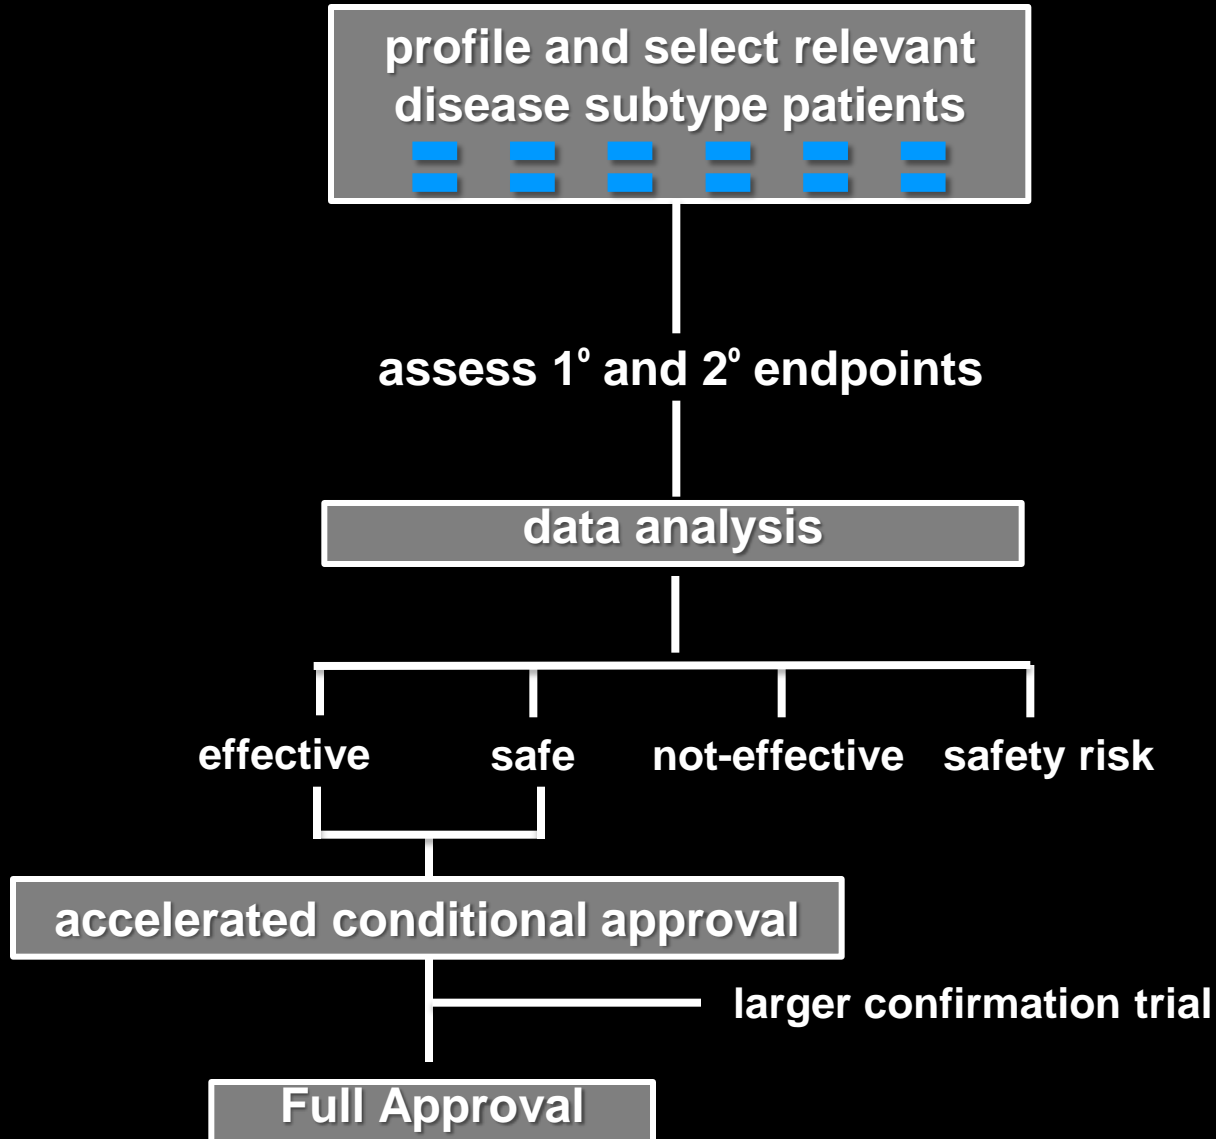 profile and select relevant
disease subtype patients
assess 1º and 2º endpoints
data analysis
effective
safe
not-effective
safety risk
accelerated conditional approval
larger confirmation trial
Full Approval